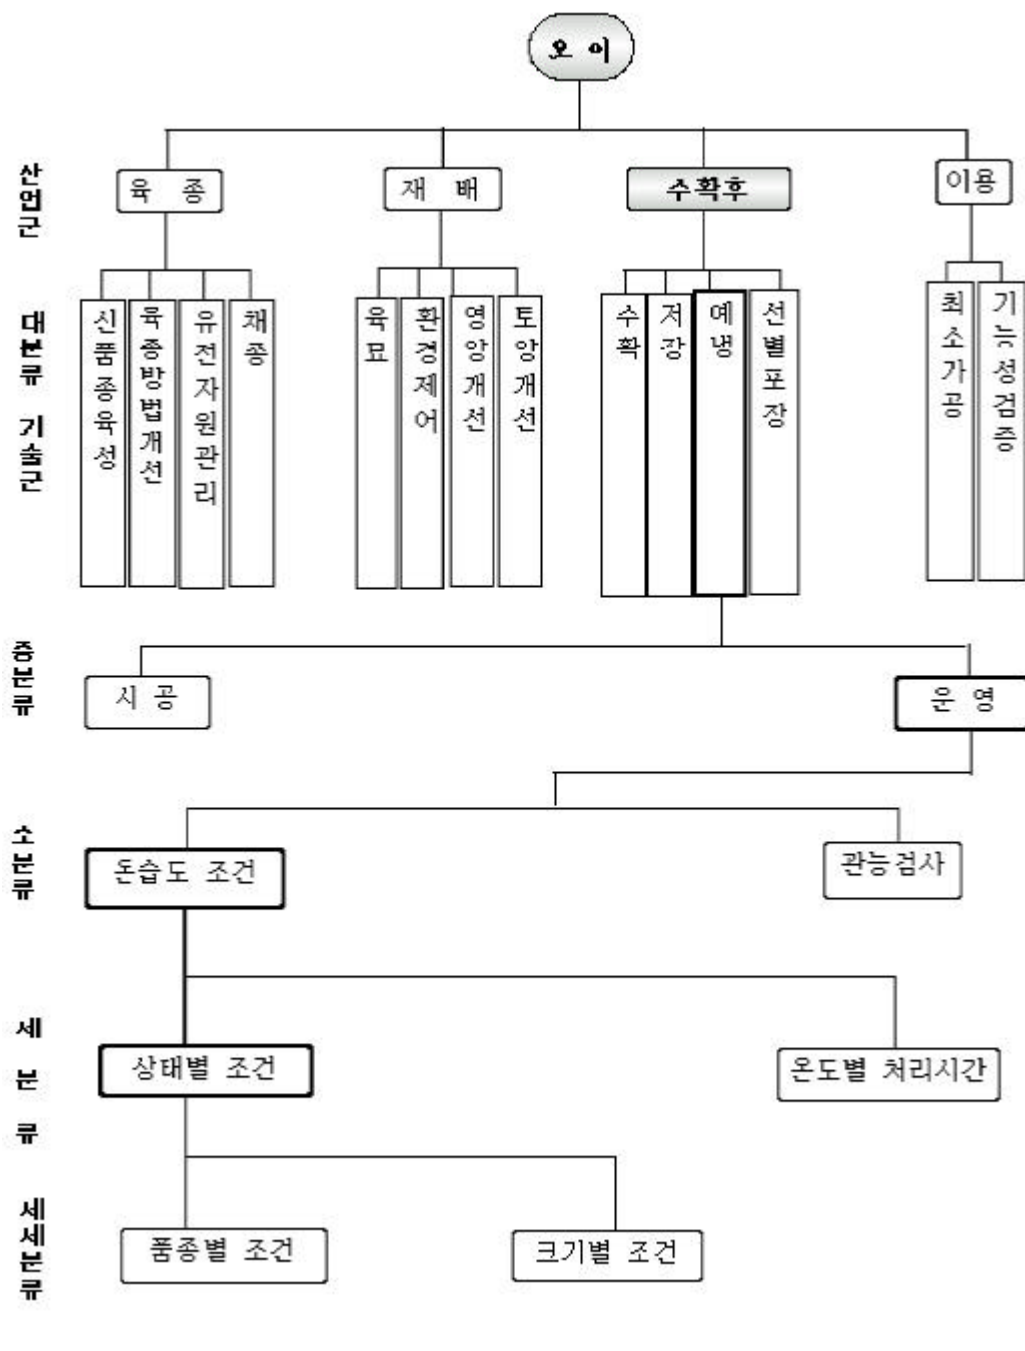 오 이
산업군
육 종
재 배
수확후
이용
대분류 기술군
신품종육성
육종방법개선
유전자원관리
채종
육묘
환경제어
영양개선
토양개선
수확
저장
예냉
선별포장
최소가공
기능성검증
중분류
시 공
운 영
소분류
온습도 조건
관능검사
세분류
상태별 조건
온도별 처리시간
세세분류
품종별 조건
크기별 조건